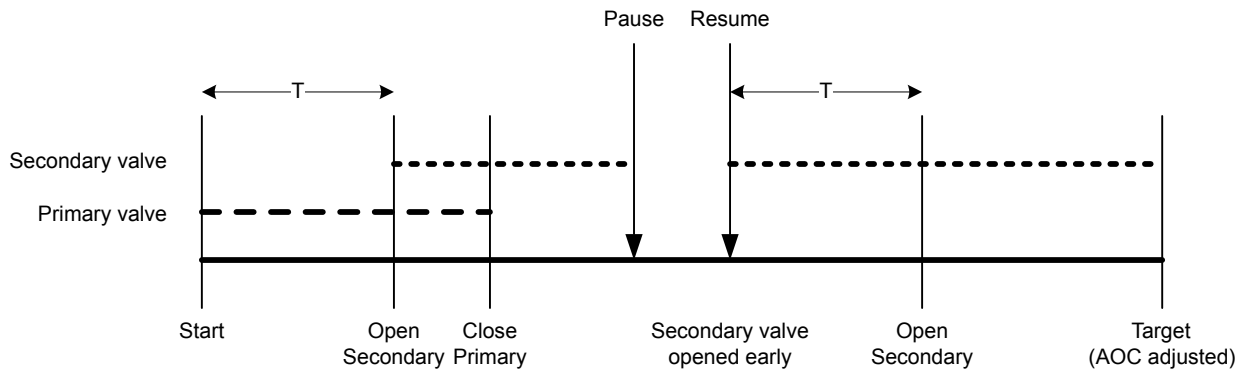 Pause
Resume
T
T
Secondary valve
Primary valve
Start
Open
Secondary
Close
Primary
Secondary valve
opened early
Open
Secondary
Target
(AOC adjusted)